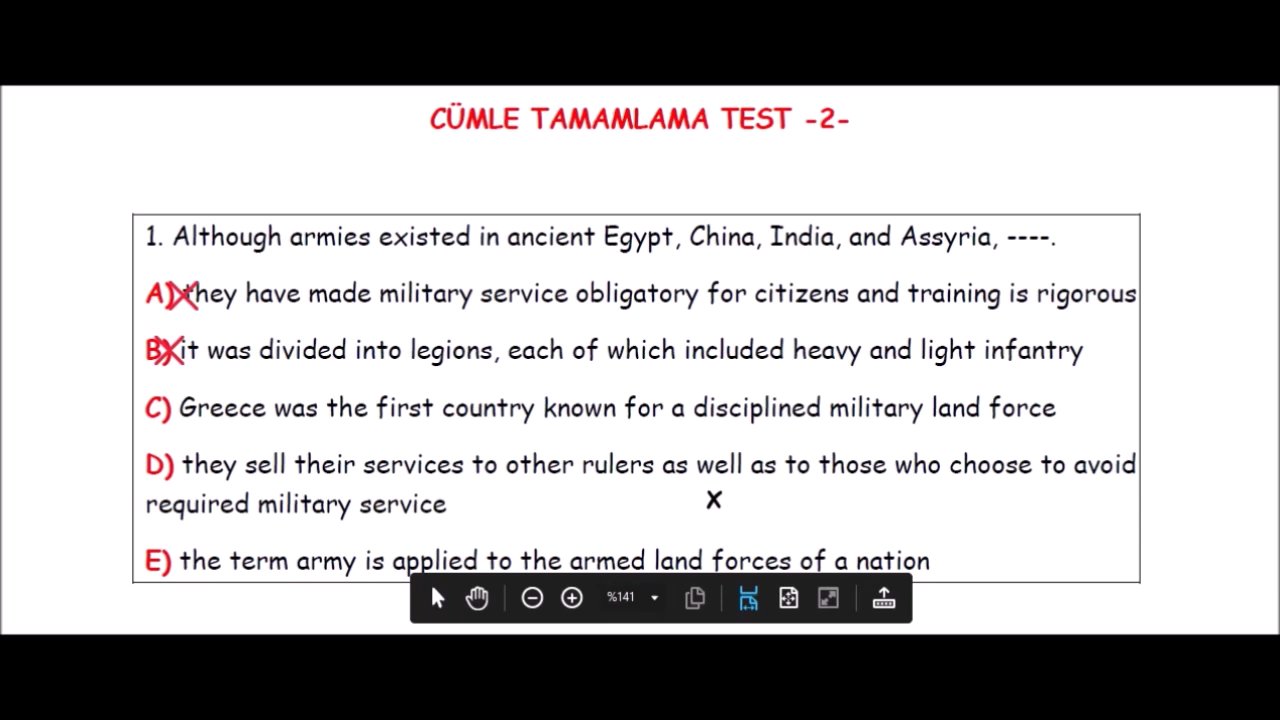 CÜMLE TAMAMLAMA TEST -2-
1. Although armies existed in ancient Egypt, China, India, and Assyria, ----.
A) they have made military service obligatory for citizens and training is rigorous
B) it was divided into legions, each of which included heavy and light infantry
C) Greece was the first country known for a disciplined military land force
D) they sell their services to other rulers as well as to those who choose to avoid
required military service
x
E) the term army is applied to the armed land forces of a nation
%141